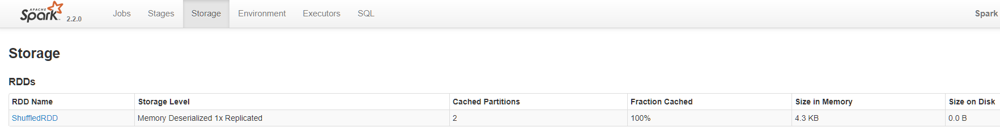 APACHE Spark 2.2.0 Jobs Stages Storage Environment Executors SQL Spark
Storage
RDDs
RDD Name Storage Level Cached Partitions Fraction Cached Size in Memory Size on Disk
ShuffledRDD Memory Deserialized 1x Replicated 2 100% 4.3 KB 0.0 B